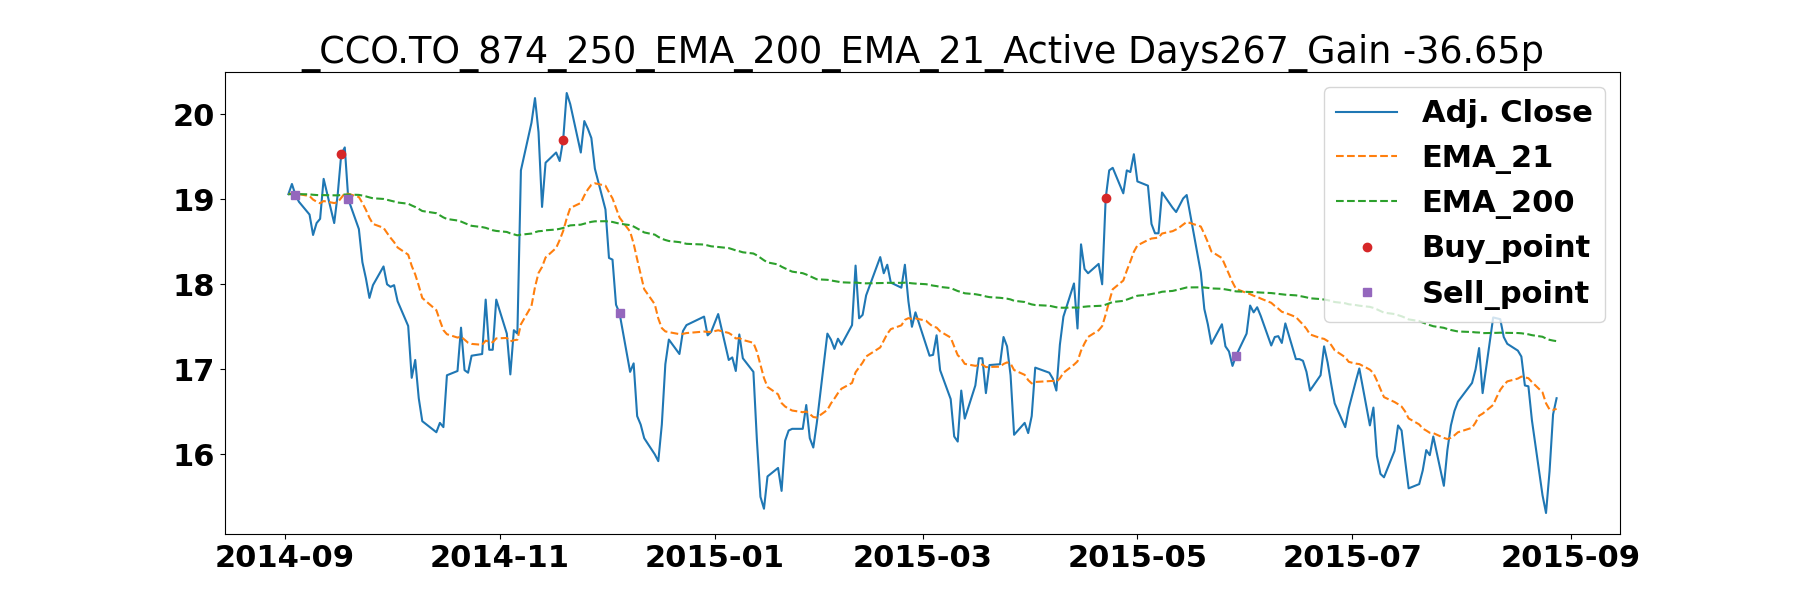 _CCO.TO_874_250_EMA_200_EMA_21_Active Days267_Gain -36.65p
20
19
18
17
16
Adj. Close
EMA_21
EMA_200
Buy_point
Sell_point
2014-09 2014-11 2015-01 2015-03 2015-05 2015-07 2015-09